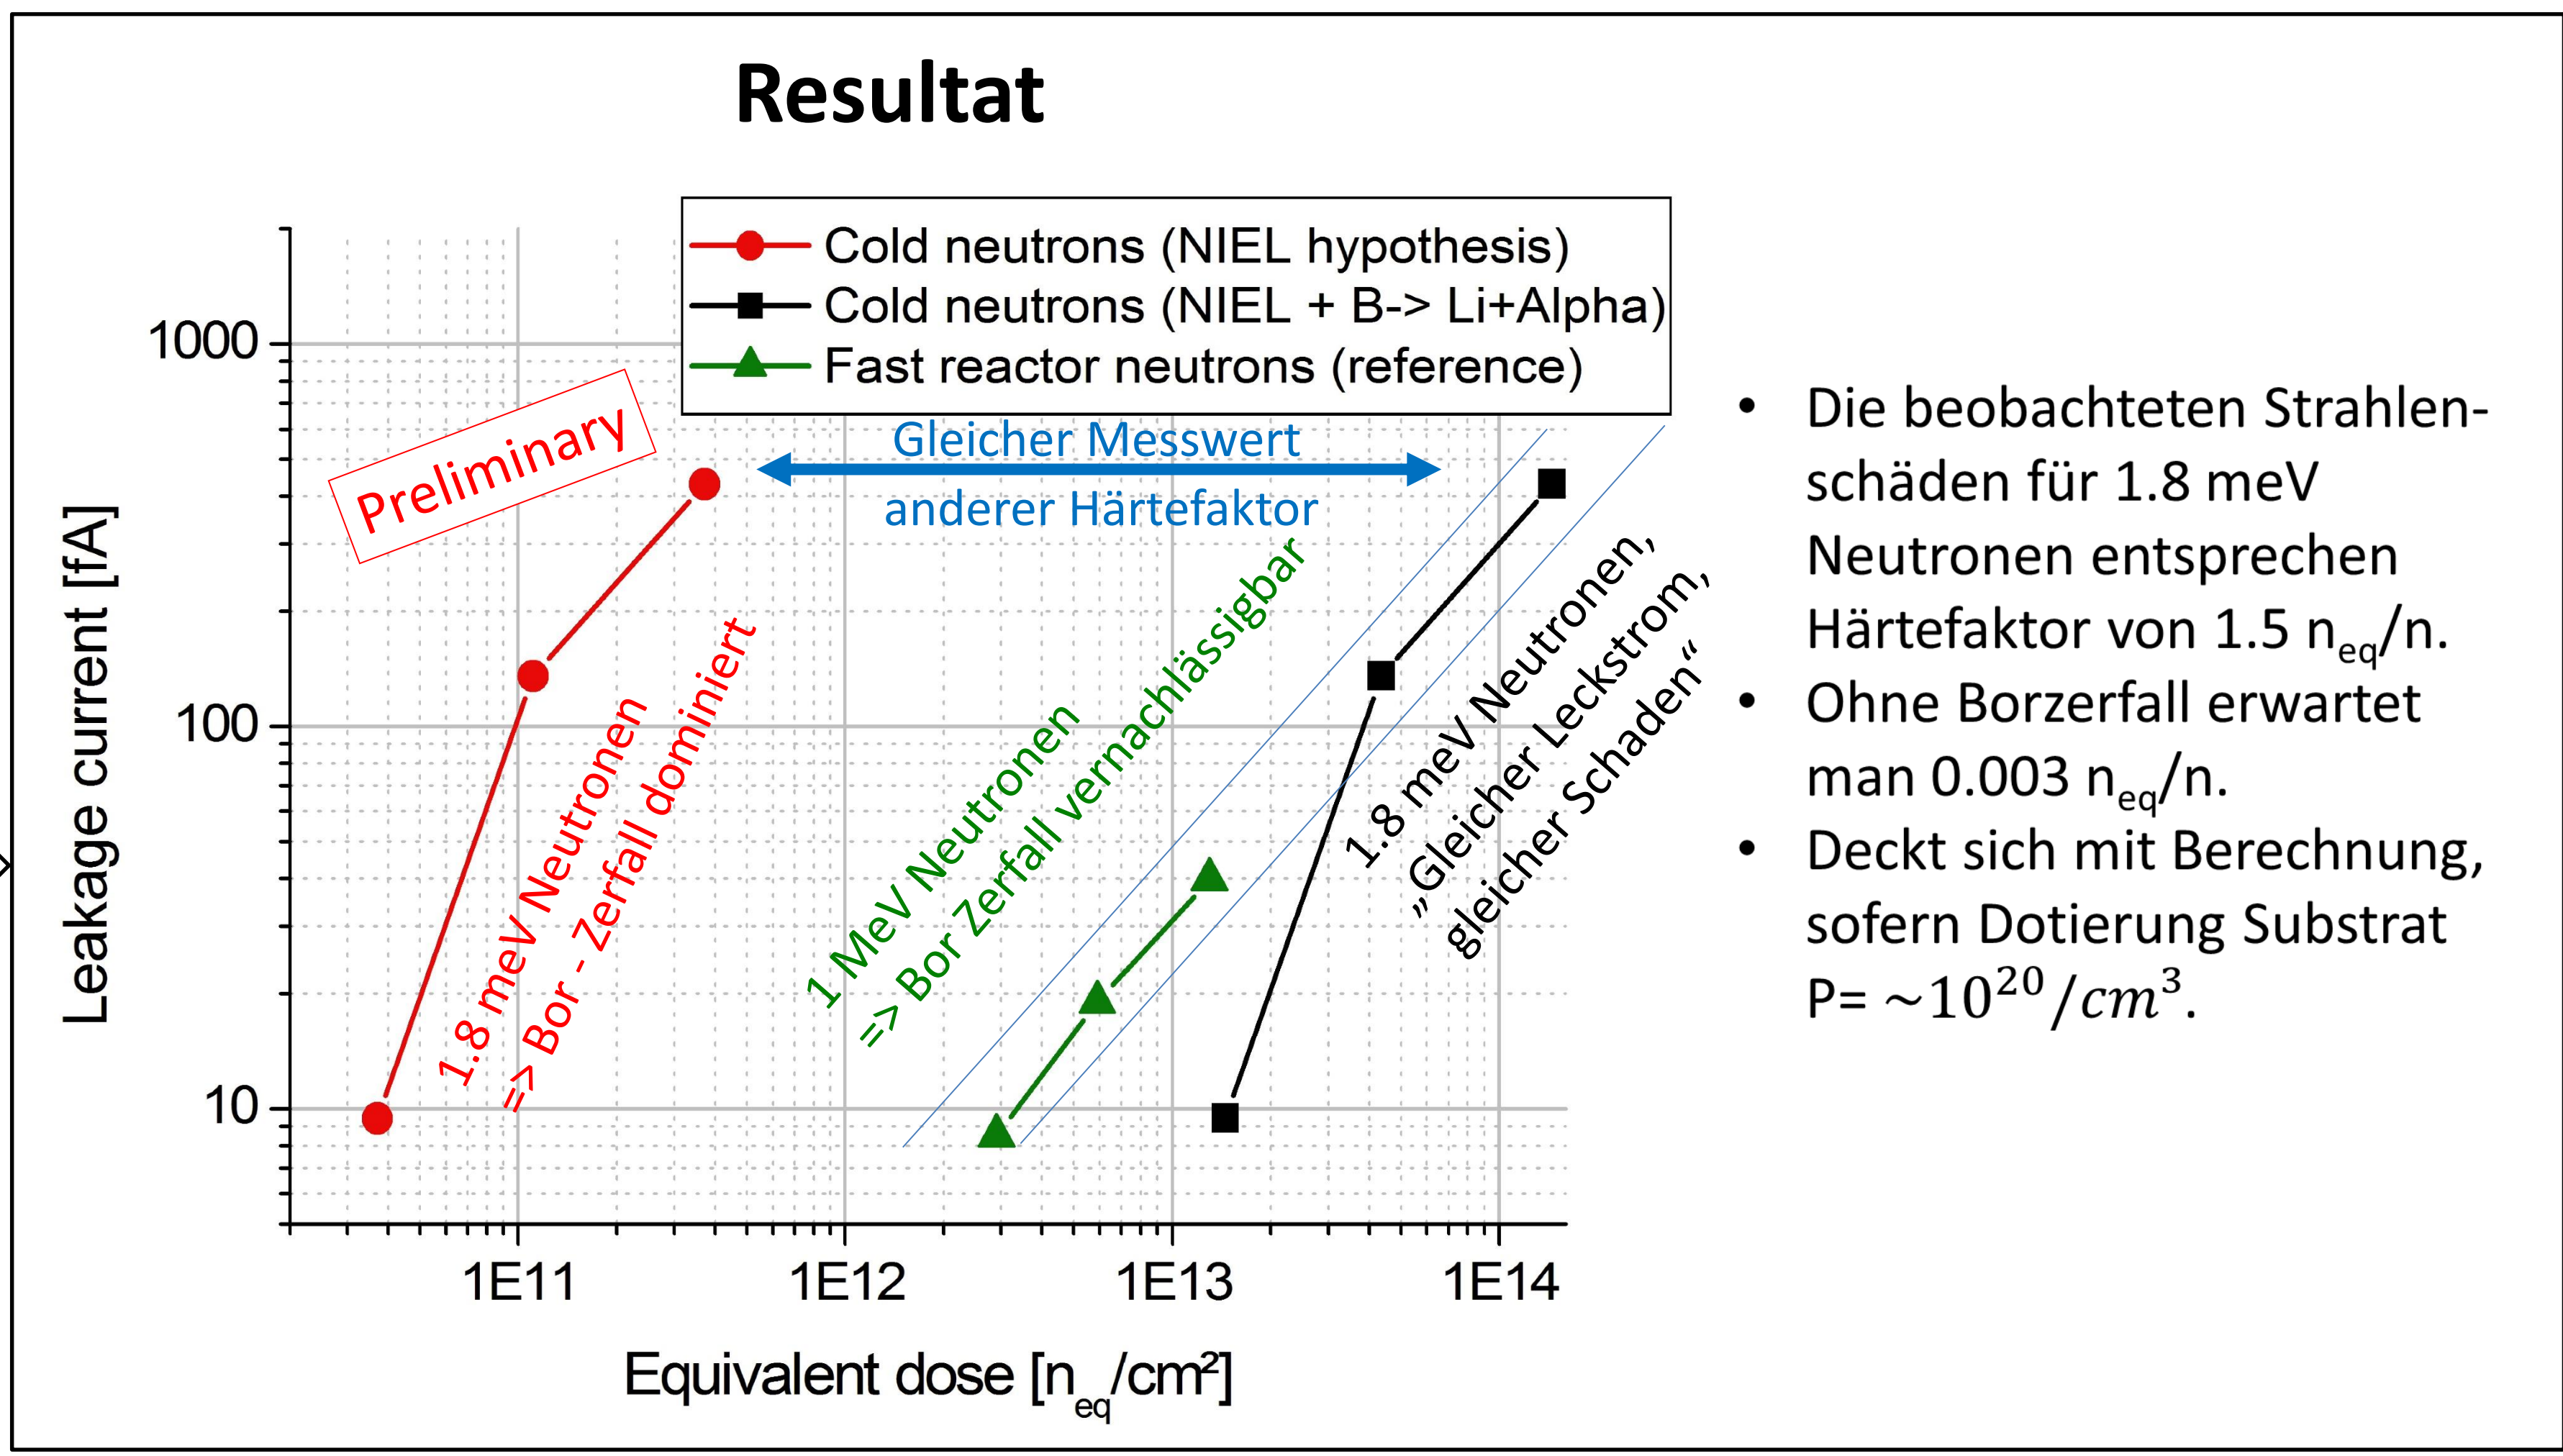 Resultat
Cold neutrons (NIEL hypothesis)
Cold neutrons (NIEL + B-> Li+Alpha)
Fast reactor neutrons (reference)
Preliminary
Gleicher Messwert
anderer Härtefaktor
1.8 meV Neutronen
=> Bor - Zerfall dominiert
1 MeV Neutronen
=> Bor Zerfall vernachlässigbar
1.8 meV Neutronen,
„Gleicher Leckstrom,
gleicher Schaden“
Leakage current [fA]
1000
100
10
1E11
1E12
1E13
1E14
Equivalent dose [neq/cm²]
• Die beobachteten Strahlen-
schäden für 1.8 meV
Neutronen entsprechen
Härtefaktor von 1.5 neq/n.
• Ohne Borzerfall erwartet
man 0.003 neq/n.
• Deckt sich mit Berechnung,
sofern Dotierung Substrat
P= ~10²⁰/cm³.